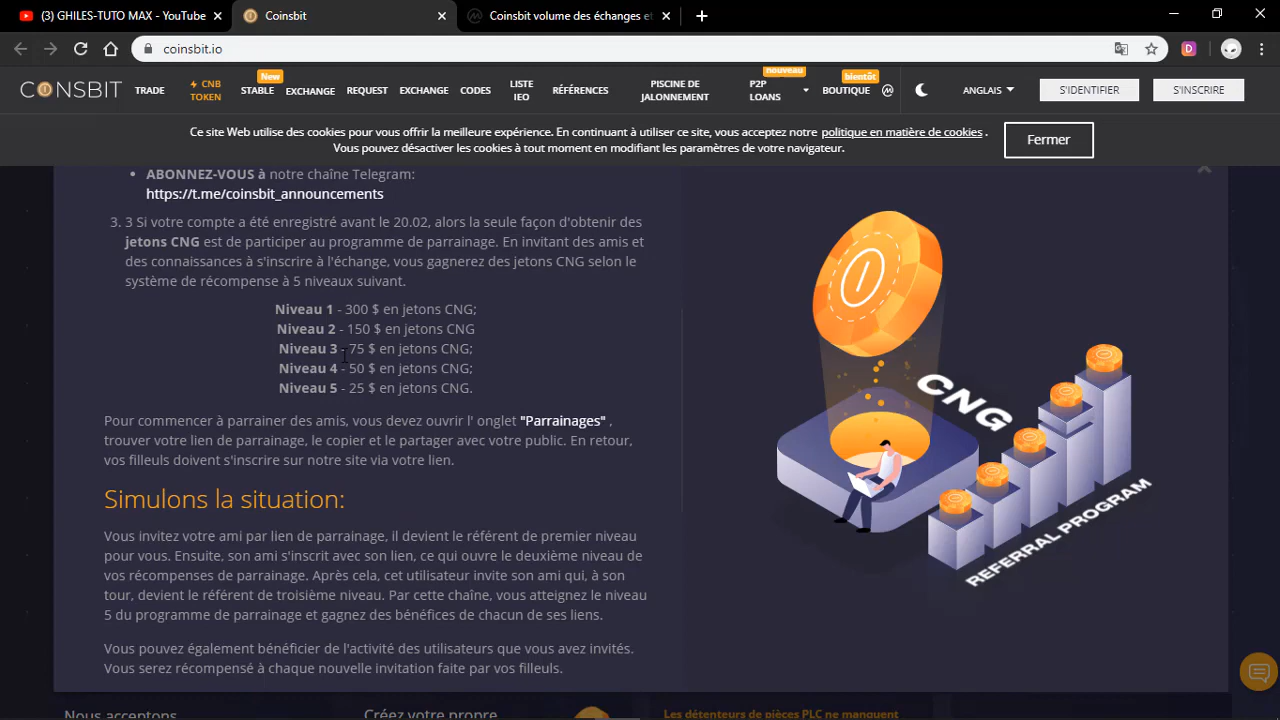 (3) GHILES-TUTO MAX - YouTube
Coinsbit
Coinsbit volume des échanges et
coinsbit.io
CONSBIT
TRADE
CNB
TOKEN
New
STABLE
EXCHANGE
REQUEST
EXCHANGE
CODES
LISTE
IEO
RÉFÉRENCES
PISCINE DE
JALONNEMENT
nouveau
P2P
LOANS
bientôt
BOUTIQUE
ANGLAIS
S'IDENTIFIER
S'INSCRIRE
Ce site Web utilise des cookies pour vous offrir la meilleure expérience. En continuant à utiliser ce site, vous acceptez notre politique en matière de cookies .
Vous pouvez désactiver les cookies à tout moment en modifiant les paramètres de votre navigateur.
Fermer
• ABONNEZ-VOUS à notre chaîne Telegram:
https://t.me/coinsbit_announcements
3. 3 Si votre compte a été enregistré avant le 20.02, alors la seule façon d'obtenir des
jetons CNG est de participer au programme de parrainage. En invitant des amis et
des connaissances à s'inscrire à l'échange, vous gagnerez des jetons CNG selon le
système de récompense à 5 niveaux suivant.
Niveau 1 - 300 $ en jetons CNG;
Niveau 2 - 150 $ en jetons CNG
Niveau 3 - 75 $ en jetons CNG;
Niveau 4 - 50 $ en jetons CNG;
Niveau 5 - 25 $ en jetons CNG.
Pour commencer à parrainer des amis, vous devez ouvrir l' onglet "Parrainages" ,
trouver votre lien de parrainage, le copier et le partager avec votre public. En retour,
vos filleuls doivent s'inscrire sur notre site via votre lien.
Simulons la situation:
Vous invitez votre ami par lien de parrainage, il devient le référent de premier niveau
pour vous. Ensuite, son ami s'inscrit avec son lien, ce qui ouvre le deuxième niveau de
vos récompenses de parrainage. Après cela, cet utilisateur invite son ami qui, à son
tour, devient le référent de troisième niveau. Par cette chaîne, vous atteignez le niveau
5 du programme de parrainage et gagnez des bénéfices de chacun de ses liens.
Vous pouvez également bénéficier de l'activité des utilisateurs que vous avez invités.
Vous serez récompensé à chaque nouvelle invitation faite par vos filleuls.
CNG
REFERRAL PROGRAM
Nous acceptons
Créez votre propre
Les détenteurs de pièces PLC ne manquent